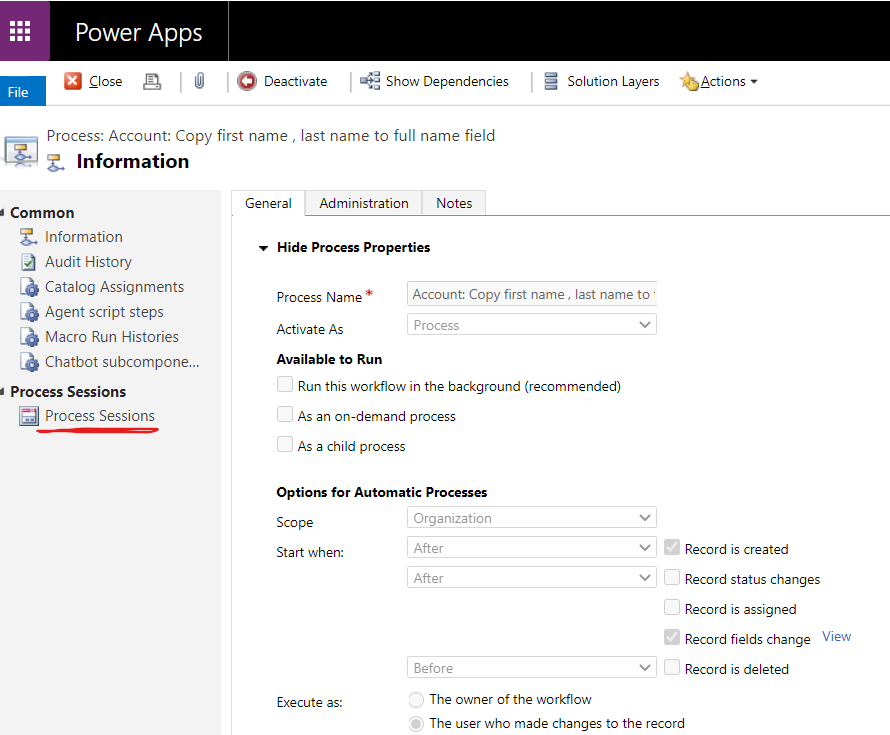 Power Apps
File
Close
Deactivate
Show Dependencies
Solution Layers
Actions
Process: Account: Copy first name , last name to full name field
Information
Common
Information
Audit History
Catalog Assignments
Agent script steps
Macro Run Histories
Chatbot subcompone...
Process Sessions
Process Sessions
General
Administration
Notes
Hide Process Properties
Process Name *
Account: Copy first name , last name to
Activate As
Process
Available to Run
Run this workflow in the background (recommended)
As an on-demand process
As a child process
Options for Automatic Processes
Scope
Organization
Start when:
After
Record is created
After
Record status changes
Record is assigned
Record fields change View
Before
Record is deleted
Execute as:
The owner of the workflow
The user who made changes to the record